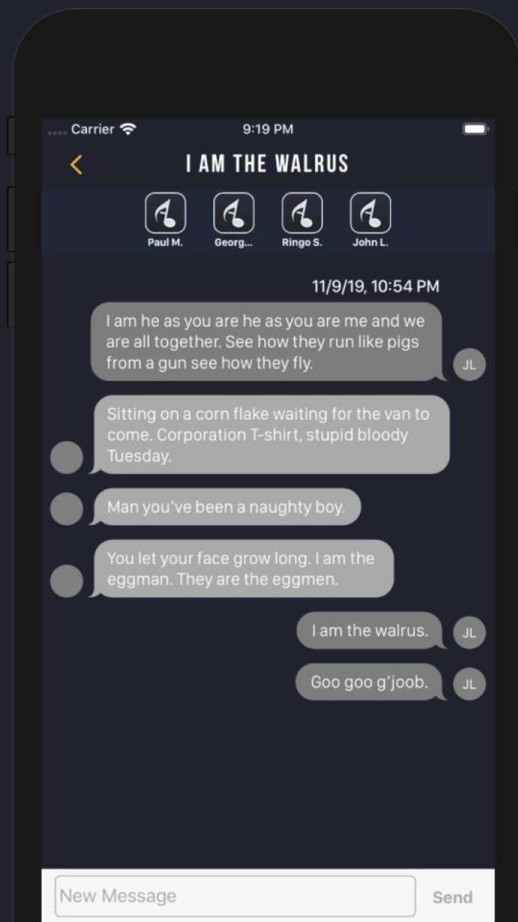 Carrier 9:19 PM
I AM THE WALRUS
Paul M. Georg... Ringo S. John L.
11/9/19, 10:54 PM
I am he as you are he as you are me and we
are all together. See how they run like pigs
from a gun see how they fly.
JL
Sitting on a corn flake waiting for the van to
come. Corporation T-shirt, stupid bloody
Tuesday.
Man you've been a naughty boy.
You let your face grow long. I am the
eggman. They are the eggmen.
I am the walrus. JL
Goo goo g'joob. JL
New Message Send